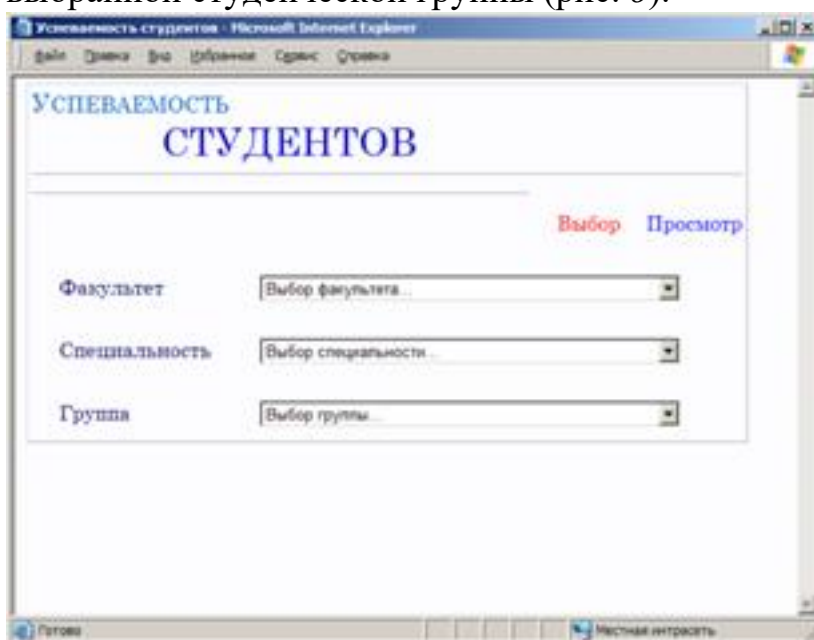 выбранной студенческой группы (рис. 6).
Успеваемость студентов - Microsoft Internet Explorer
Файл Правка Вид Избранное Сервис Справка
УСПЕВАЕМОСТЬ
СТУДЕНТОВ
Выбор Просмотр
Факультет Выбор факультета...
Специальность Выбор специальности...
Группа Выбор группы...
Готово Местная интрасеть